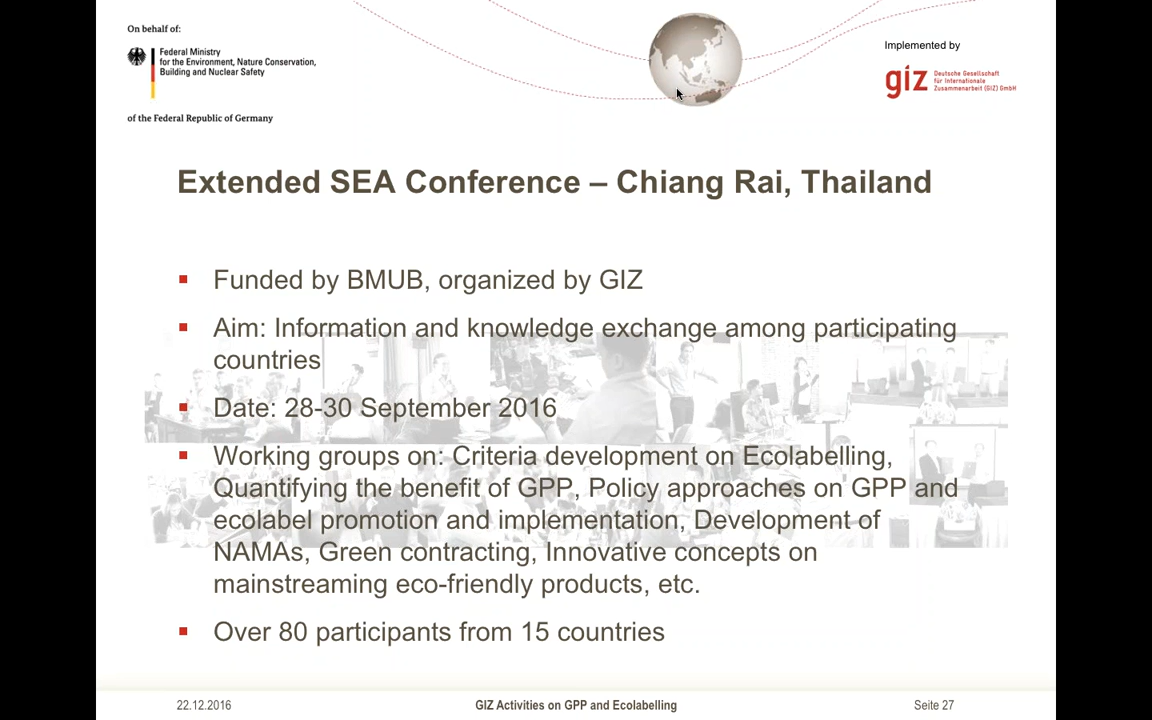 On behalf of:
Federal Ministry
for the Environment, Nature Conservation,
Building and Nuclear Safety
of the Federal Republic of Germany
Implemented by
giz
Deutsche Gesellschaft
für Internationale
Zusammenarbeit (GIZ) GmbH
Extended SEA Conference – Chiang Rai, Thailand
Funded by BMUB, organized by GIZ
Aim: Information and knowledge exchange among participating
countries
Date: 28-30 September 2016
Working groups on: Criteria development on Ecolabelling,
Quantifying the benefit of GPP, Policy approaches on GPP and
ecolabel promotion and implementation, Development of
NAMAs, Green contracting, Innovative concepts on
mainstreaming eco-friendly products, etc.
Over 80 participants from 15 countries
22.12.2016
GIZ Activities on GPP and Ecolabelling
Seite 27